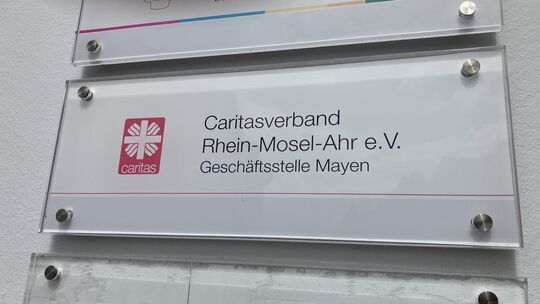 caritas
Caritasverband
Rhein-Mosel-Ahr e.V.
Geschäftsstelle Mayen